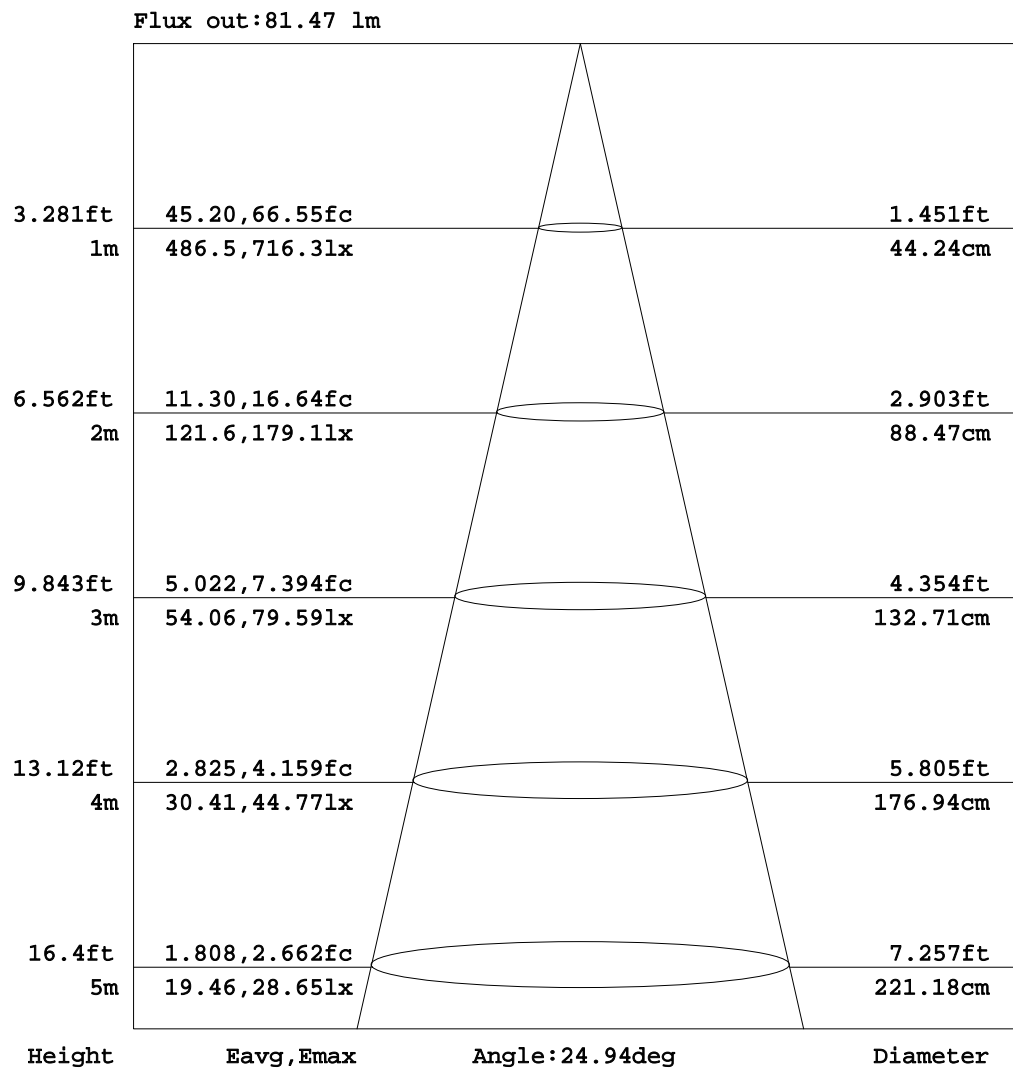 Flux out:81.47 lm
3.281ft 45.20,66.55fc 1.451ft
1m 486.5,716.3lx 44.24cm
6.562ft 11.30,16.64fc 2.903ft
2m 121.6,179.1lx 88.47cm
9.843ft 5.022,7.394fc 4.354ft
3m 54.06,79.59lx 132.71cm
13.12ft 2.825,4.159fc 5.805ft
4m 30.41,44.77lx 176.94cm
16.4ft 1.808,2.662fc 7.257ft
5m 19.46,28.65lx 221.18cm
Height Eavg,Emax Angle:24.94deg Diameter